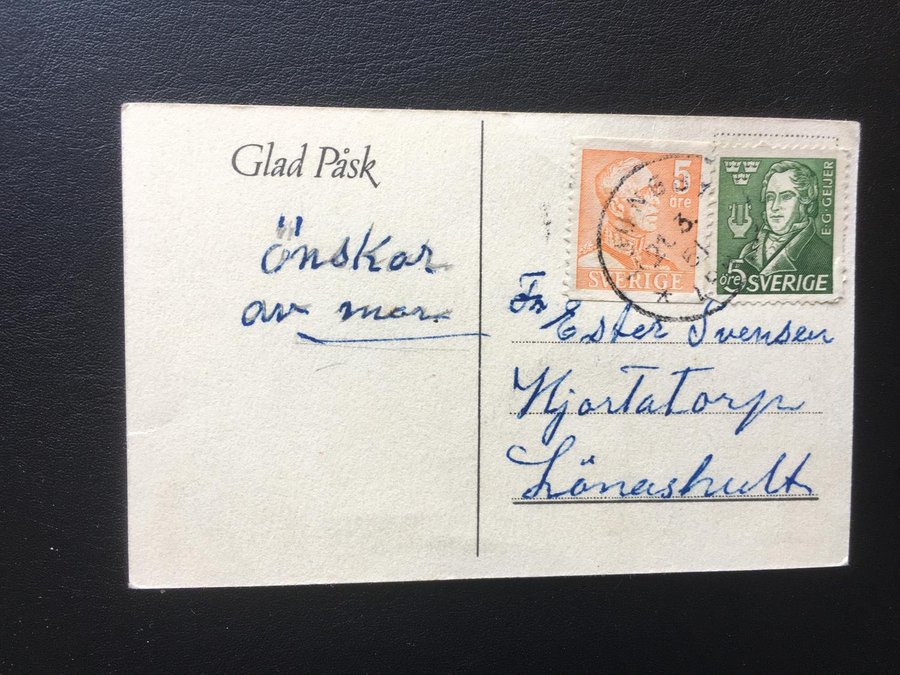 Glad Påsk
Önskar
av mor.
5
öre
SVERIGE
E·G·GEIJER
5
öre SVERIGE
Fr Ester Svensen
Hjortatorp
Lönashult